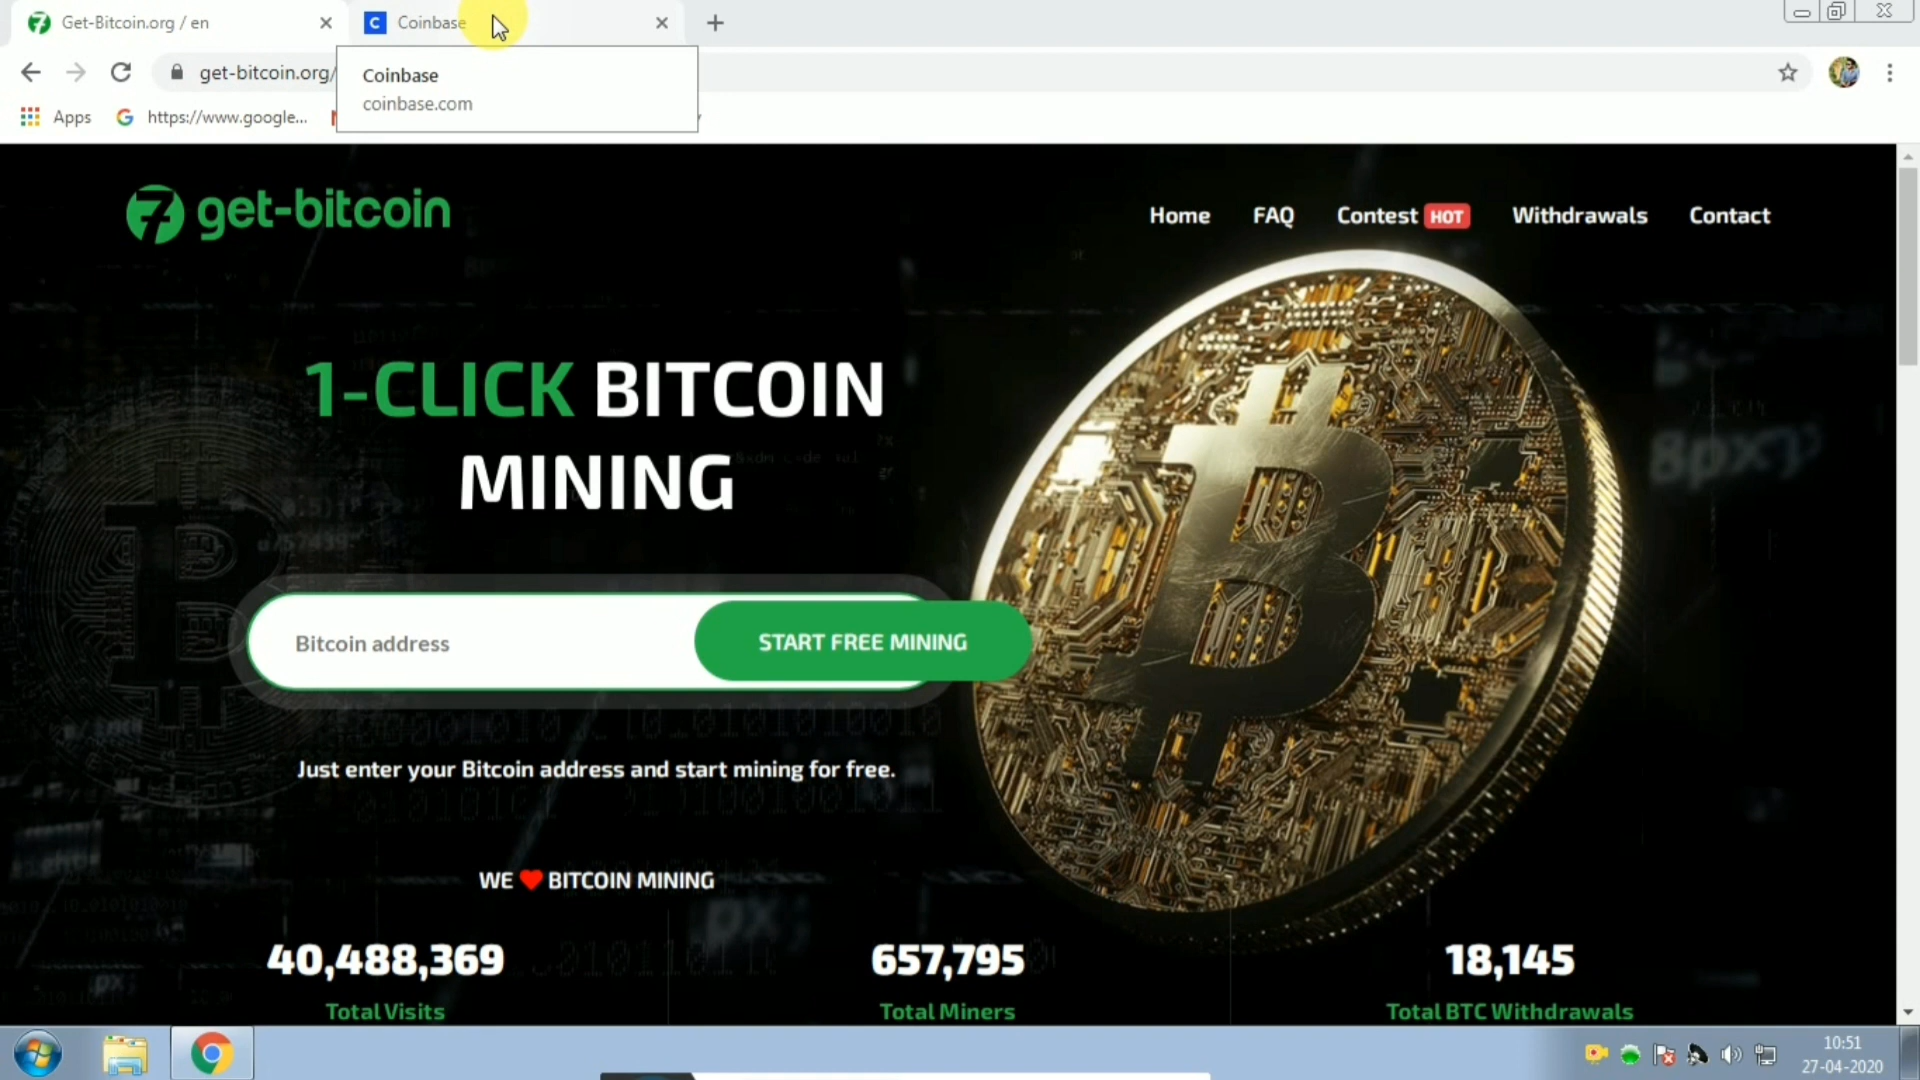 Get-Bitcoin.org / en
Coinbase
get-bitcoin.org/
Coinbase
coinbase.com
Apps
https://www.google...
get-bitcoin
Home
FAQ
Contest HOT
Withdrawals
Contact
1-CLICK BITCOIN
MINING
Bitcoin address
START FREE MINING
Just enter your Bitcoin address and start mining for free.
WE ❤ BITCOIN MINING
40,488,369
Total Visits
657,795
Total Miners
18,145
Total BTC Withdrawals
10:51
27-04-2020